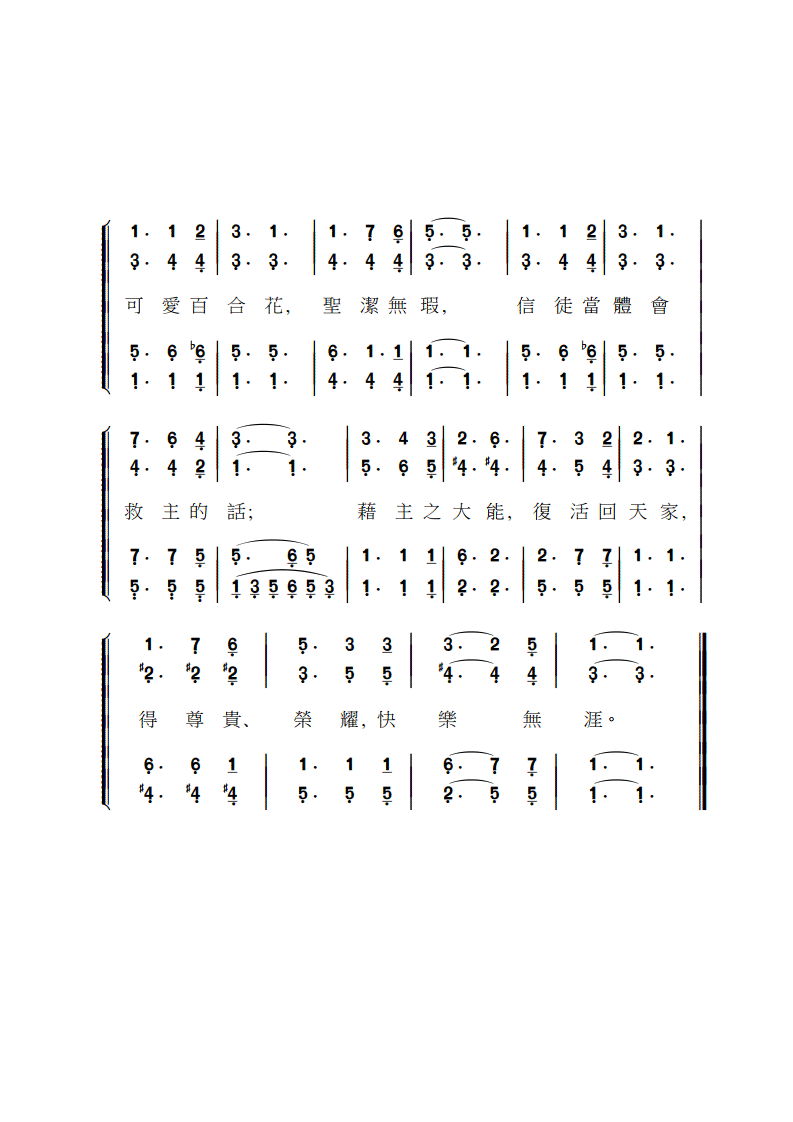 1· 1 2 | 3· 1· | 1· 7 6 | 5· 5· | 1· 1 2 | 3· 1· |
3· 4 4 | 3· 3· | 4· 4 4 | 3· 3· | 3· 4 4 | 3· 3· |
可愛百合花, 聖潔無瑕, 信徒當體會
5· 6 ♭6 | 5· 5· | 6· 1·1 | 1· 1· | 5· 6 ♭6 | 5· 5· |
1· 1 1 | 1· 1· | 4· 4 4 | 1· 1· | 1· 1 1 | 1· 1· |
7· 6 4 | 3· 3· | 3· 4 3 | 2· 6· | 7· 3 2 | 2· 1· |
4· 4 2 | 1· 1· | 5· 6 5 | ♯4· ♯4· | 4· 5 4 | 3· 3· |
救主的話; 藉主之大能, 復活回天家,
7· 7 5 | 5· 6 5 | 1· 1 1 | 6· 2· | 2· 7 7 | 1· 1· |
5· 5 5 | 1 3 5 6 5 3 | 1· 1 1 | 2· 2· | 5· 5 5 | 1· 1· |
1· 7 6 | 5· 3 3 | 3· 2 5 | 1· 1· ‖
♯2· ♯2 ♯2 | 3· 5 5 | ♯4· 4 4 | 3· 3·
得尊貴、榮耀, 快樂無涯。
6· 6 1 | 1· 1 1 | 6· 7 7 | 1· 1· ‖
♯4· ♯4 ♯4 | 5· 5 5 | 2· 5 5 | 1· 1·